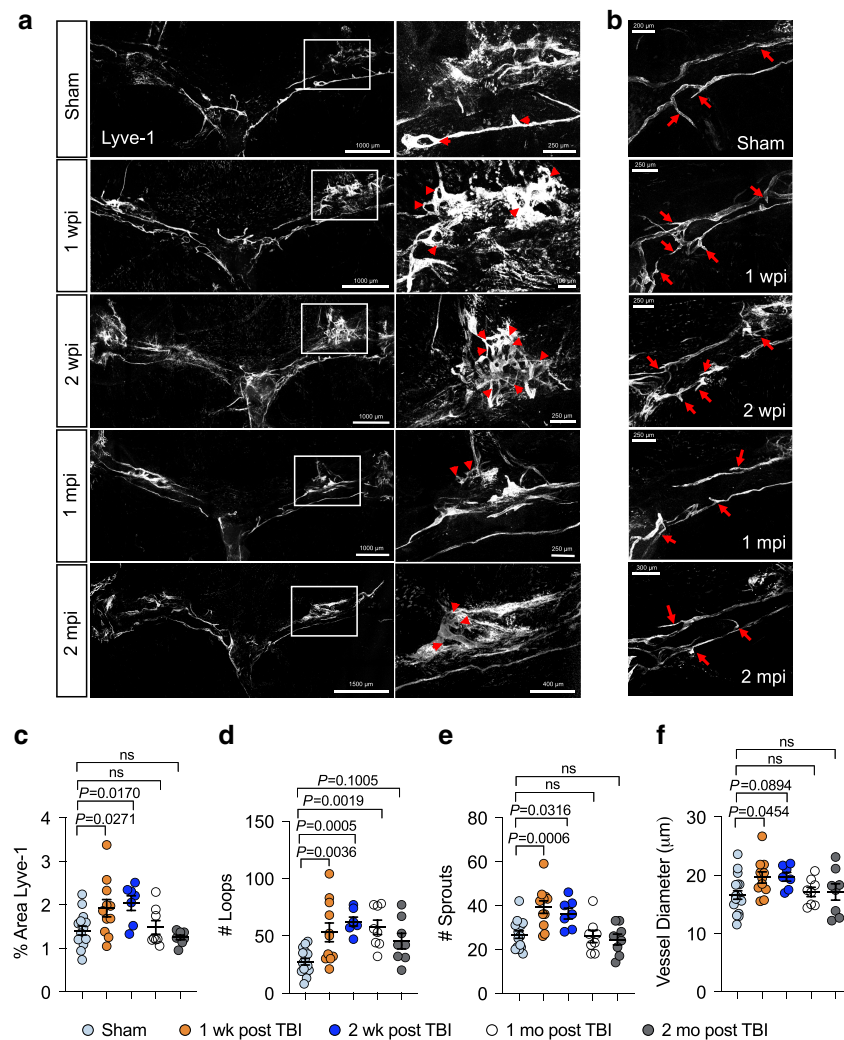 a
b
Sham
Lyve-1
1000 µm
250 µm
200 µm
Sham
1 wpi
1000 µm
100 µm
250 µm
1 wpi
2 wpi
1000 µm
250 µm
250 µm
2 wpi
1 mpi
1000 µm
250 µm
250 µm
1 mpi
2 mpi
1500 µm
400 µm
300 µm
2 mpi
c
ns
ns
P=0.0170
P=0.0271
% Area Lyve-1
4
3
2
1
0
d
P=0.1005
P=0.0019
P=0.0005
P=0.0036
# Loops
150
100
50
0
e
ns
ns
P=0.0316
P=0.0006
# Sprouts
80
60
40
20
0
f
ns
ns
P=0.0894
P=0.0454
Vessel Diameter (µm)
30
20
10
0
Sham
1 wk post TBI
2 wk post TBI
1 mo post TBI
2 mo post TBI